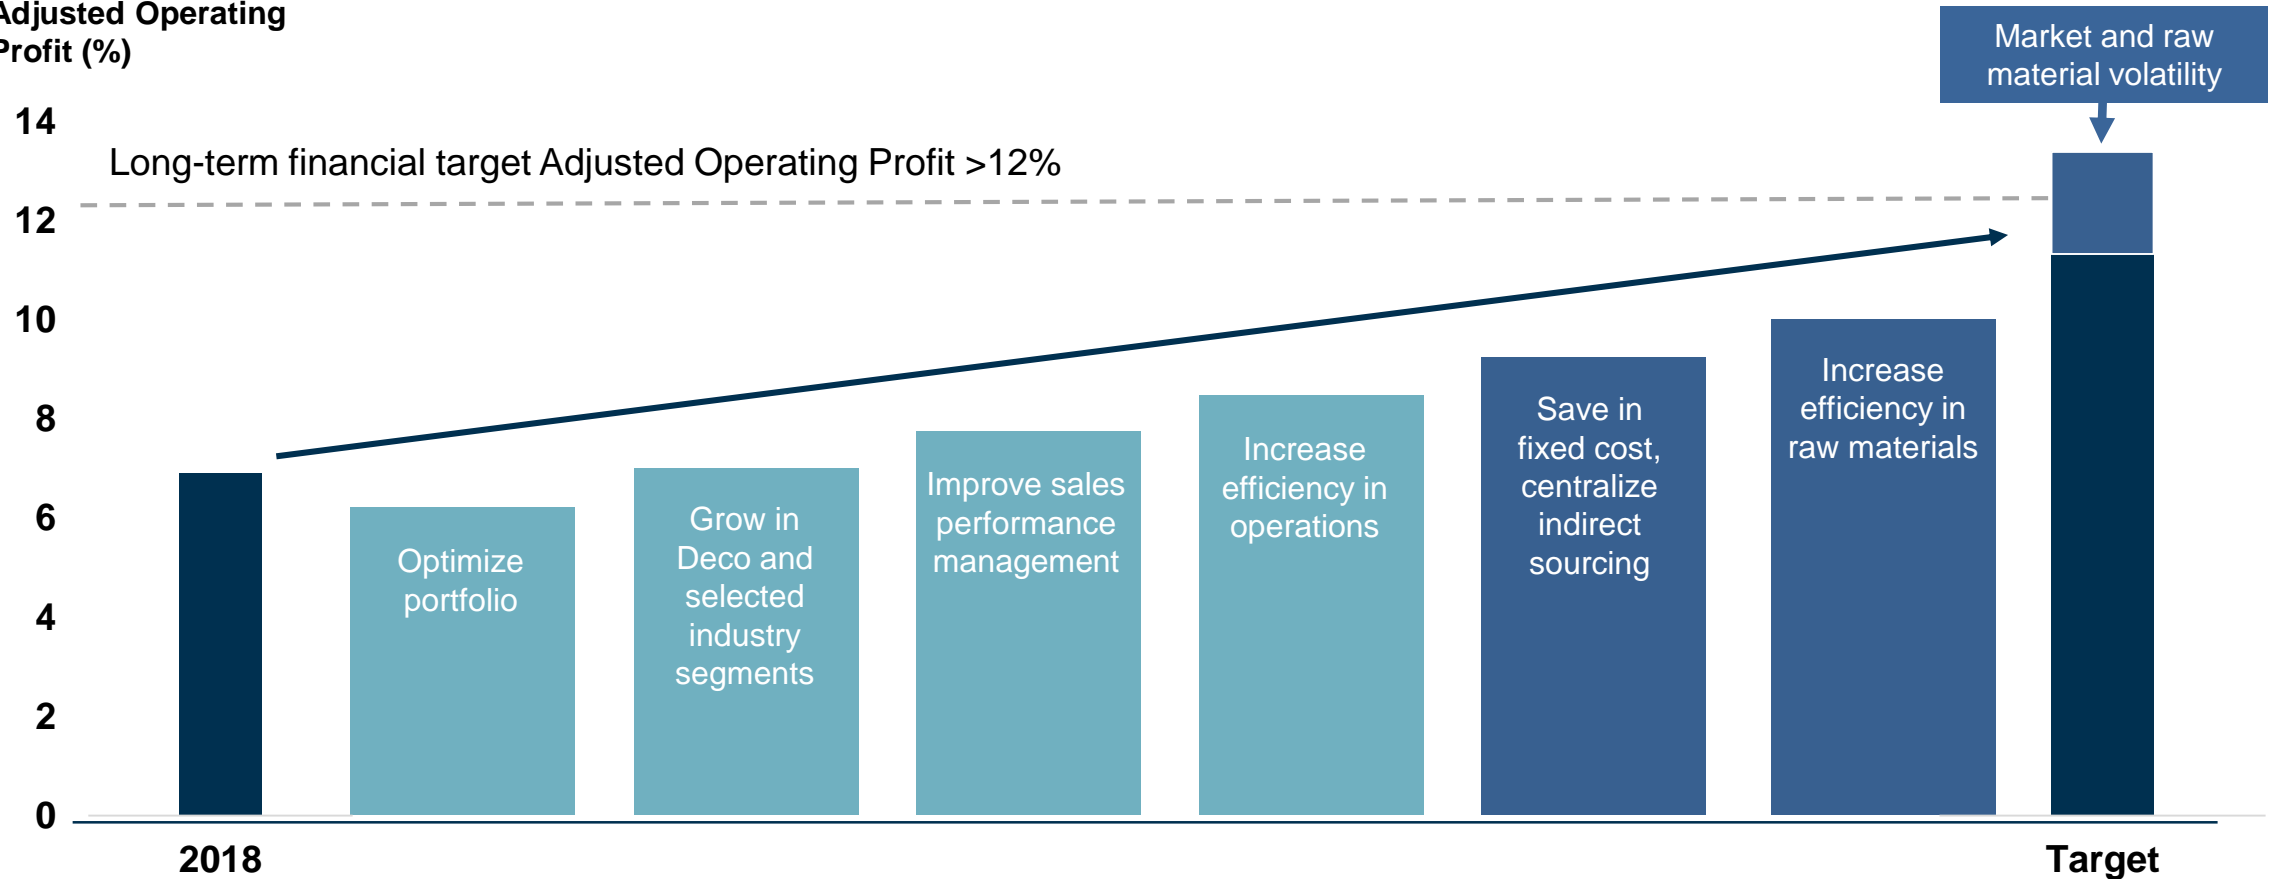 Adjusted Operating
Profit (%)
Market and raw
material volatility
14
Long-term financial target Adjusted Operating Profit >12%
12
10
8
6
4
2
0
Optimize
portfolio
Grow in
Deco and
selected
industry
segments
Improve sales
performance
management
Increase
efficiency in
operations
Save in
fixed cost,
centralize
indirect
sourcing
Increase
efficiency in
raw materials
2018
Target